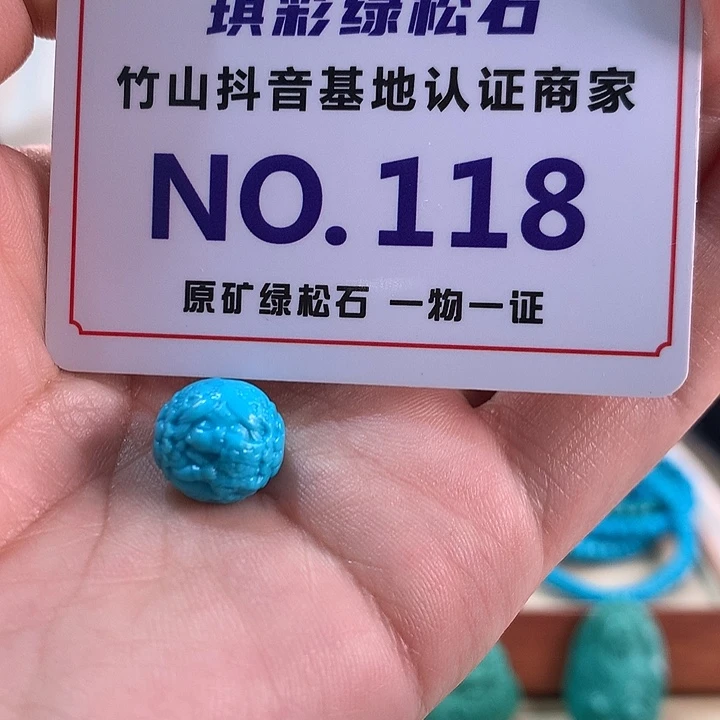 琪彩绿松石
竹山抖音基地认证商家
NO.118
原矿绿松石 一物一证